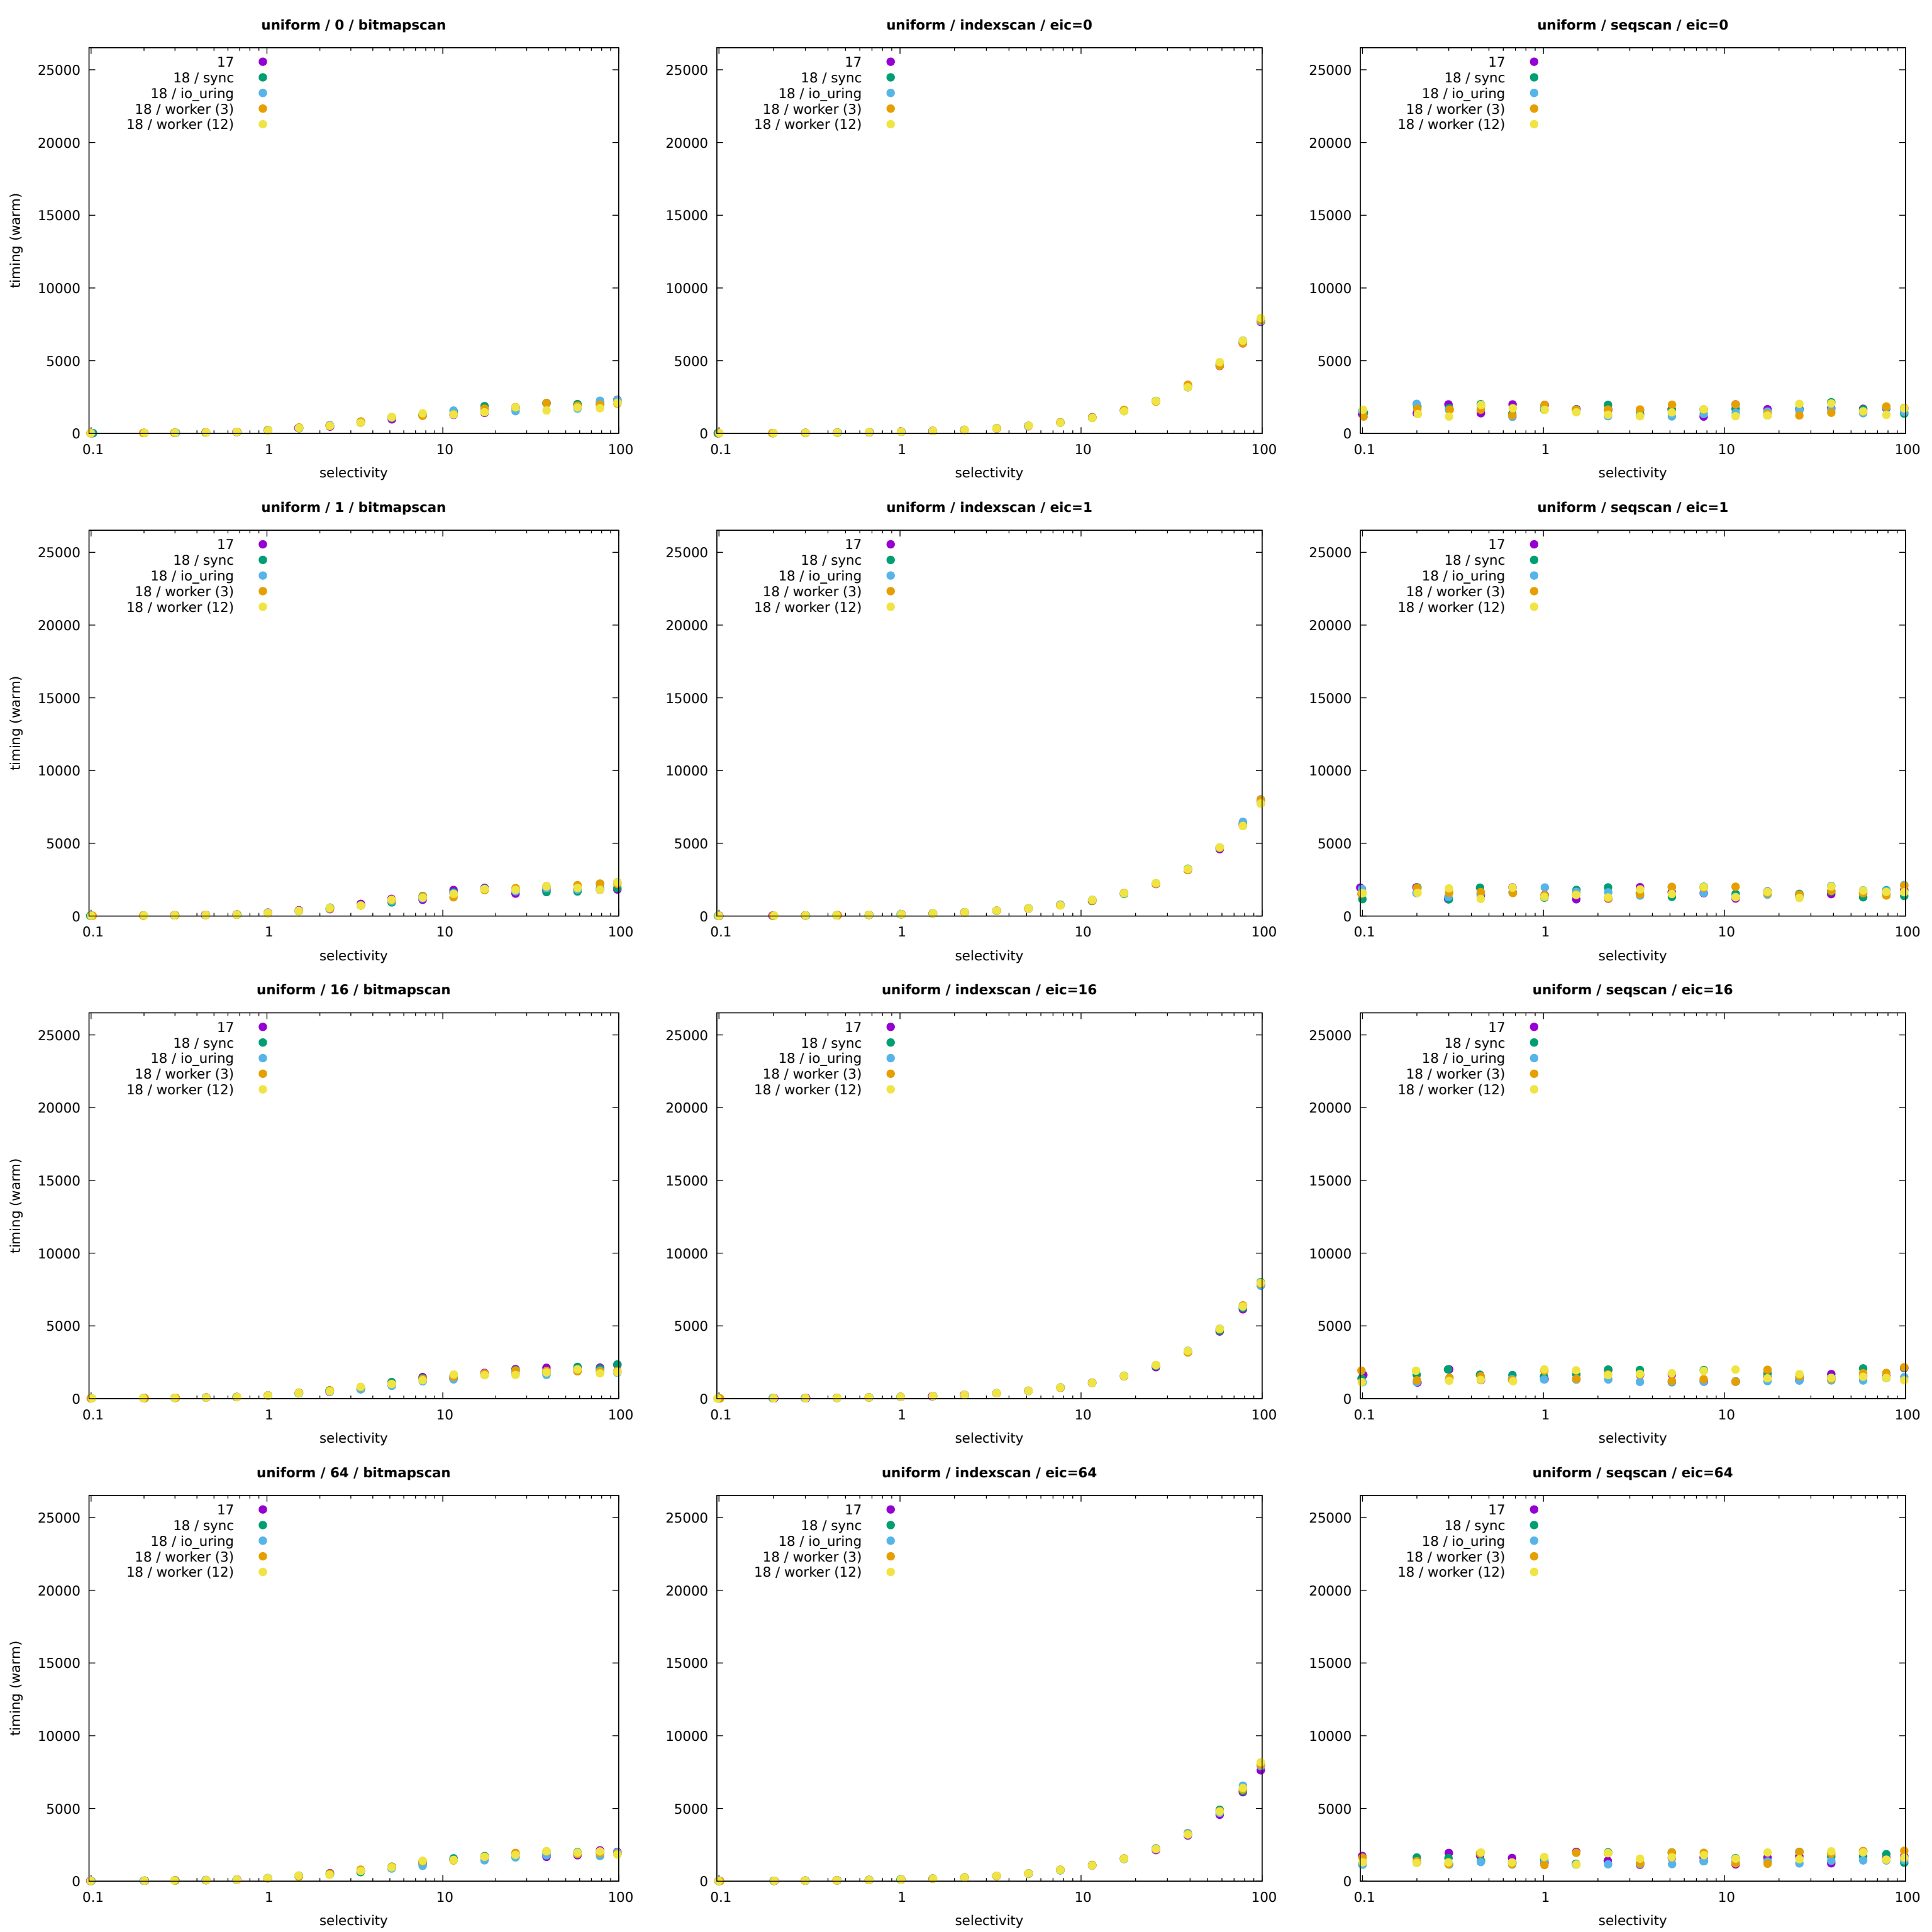 uniform / 0 / bitmapscan
25000
20000
15000
10000
5000
0
0.1 1 10 100
timing (warm)
selectivity
17
18 / sync
18 / io_uring
18 / worker (3)
18 / worker (12)
uniform / indexscan / eic=0
25000
20000
15000
10000
5000
0
0.1 1 10 100
selectivity
17
18 / sync
18 / io_uring
18 / worker (3)
18 / worker (12)
uniform / seqscan / eic=0
25000
20000
15000
10000
5000
0
0.1 1 10 100
selectivity
17
18 / sync
18 / io_uring
18 / worker (3)
18 / worker (12)
uniform / 1 / bitmapscan
25000
20000
15000
10000
5000
0
0.1 1 10 100
timing (warm)
selectivity
17
18 / sync
18 / io_uring
18 / worker (3)
18 / worker (12)
uniform / indexscan / eic=1
25000
20000
15000
10000
5000
0
0.1 1 10 100
selectivity
17
18 / sync
18 / io_uring
18 / worker (3)
18 / worker (12)
uniform / seqscan / eic=1
25000
20000
15000
10000
5000
0
0.1 1 10 100
selectivity
17
18 / sync
18 / io_uring
18 / worker (3)
18 / worker (12)
uniform / 16 / bitmapscan
25000
20000
15000
10000
5000
0
0.1 1 10 100
timing (warm)
selectivity
17
18 / sync
18 / io_uring
18 / worker (3)
18 / worker (12)
uniform / indexscan / eic=16
25000
20000
15000
10000
5000
0
0.1 1 10 100
selectivity
17
18 / sync
18 / io_uring
18 / worker (3)
18 / worker (12)
uniform / seqscan / eic=16
25000
20000
15000
10000
5000
0
0.1 1 10 100
selectivity
17
18 / sync
18 / io_uring
18 / worker (3)
18 / worker (12)
uniform / 64 / bitmapscan
25000
20000
15000
10000
5000
0
0.1 1 10 100
timing (warm)
selectivity
17
18 / sync
18 / io_uring
18 / worker (3)
18 / worker (12)
uniform / indexscan / eic=64
25000
20000
15000
10000
5000
0
0.1 1 10 100
selectivity
17
18 / sync
18 / io_uring
18 / worker (3)
18 / worker (12)
uniform / seqscan / eic=64
25000
20000
15000
10000
5000
0
0.1 1 10 100
selectivity
17
18 / sync
18 / io_uring
18 / worker (3)
18 / worker (12)